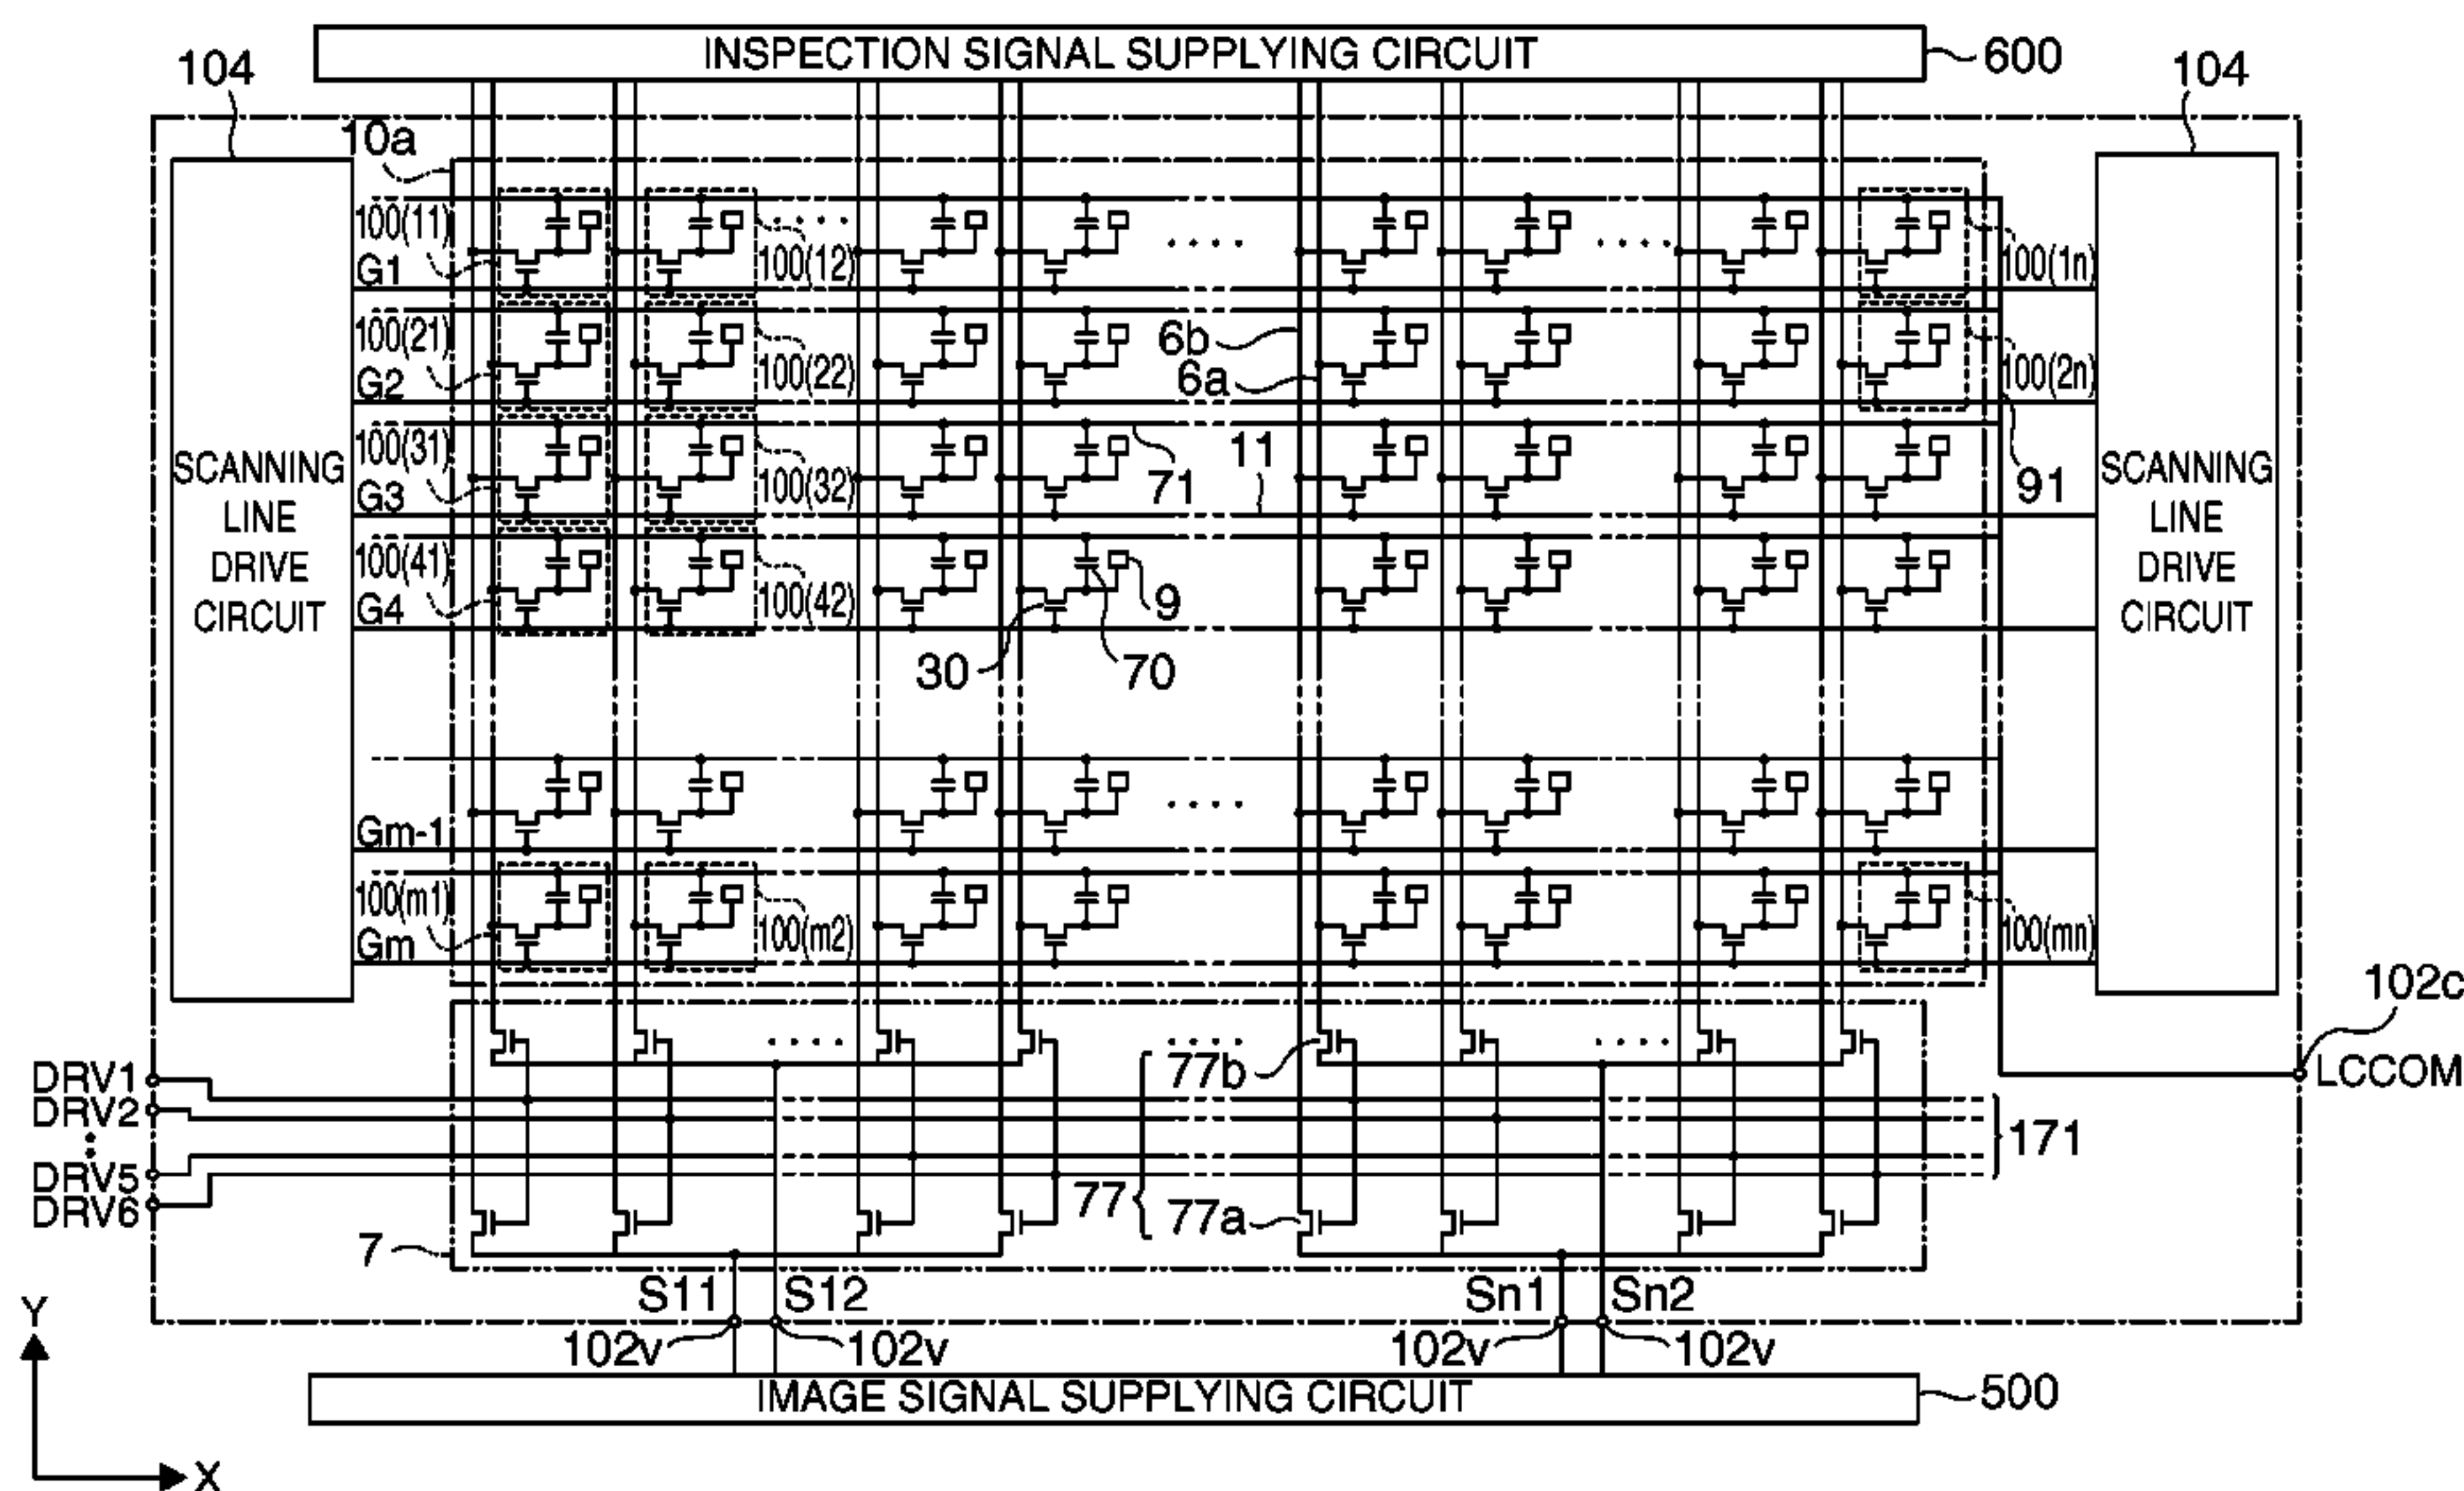 INSPECTION SIGNAL SUPPLYING CIRCUIT
600
104
104
10a
100(11)
G1
100(12)
100(1n)
100(21)
G2
100(22)
6b
6a
100(2n)
100(31)
G3
100(32)
71
11
91
SCANNING
LINE
DRIVE
CIRCUIT
SCANNING
LINE
DRIVE
CIRCUIT
100(41)
G4
100(42)
9
30
70
Gm-1
100(m1)
Gm
100(m2)
100(mn)
102c
LCCOM
DRV1
DRV2
DRV5
DRV6
77b
77
77a
171
7
S11
S12
Sn1
Sn2
102v
102v
102v
102v
IMAGE SIGNAL SUPPLYING CIRCUIT
500
Y
X